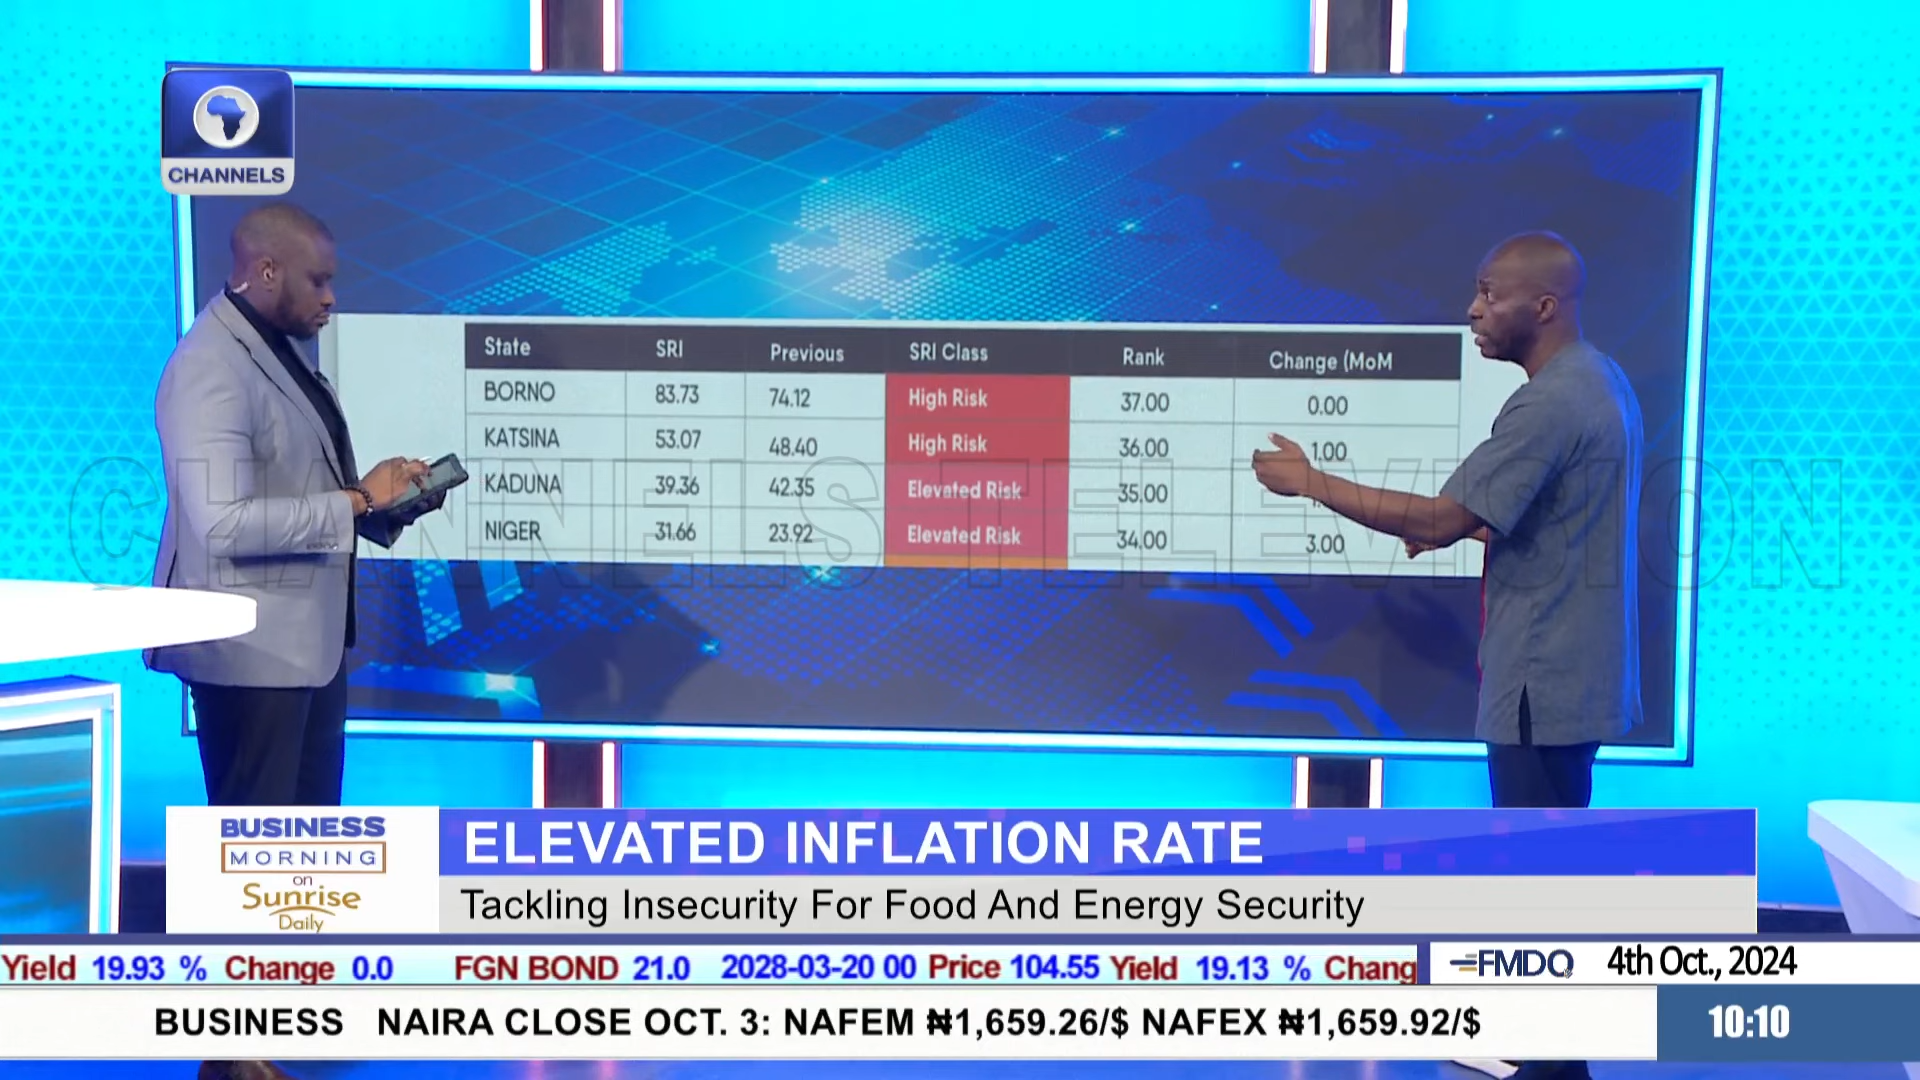 CHANNELS
State SRI Previous SRI Class Rank Change (MoM
BORNO 83.73 74.12 High Risk 37.00 0.00
KATSINA 53.07 48.40 High Risk 36.00 1.00
KADUNA 39.36 42.35 Elevated Risk 35.00
NIGER 31.66 23.92 Elevated Risk 34.00 3.00
CHANNELS TELEVISION
BUSINESS
MORNING
on
Sunrise
Daily
ELEVATED INFLATION RATE
Tackling Insecurity For Food And Energy Security
Yield 19.93 % Change 0.0 FGN BOND 21.0 2028-03-20 00 Price 104.55 Yield 19.13 % Chang
FMDQ 4th Oct., 2024
BUSINESS NAIRA CLOSE OCT. 3: NAFEM ₦1,659.26/$ NAFEX ₦1,659.92/$
10:10